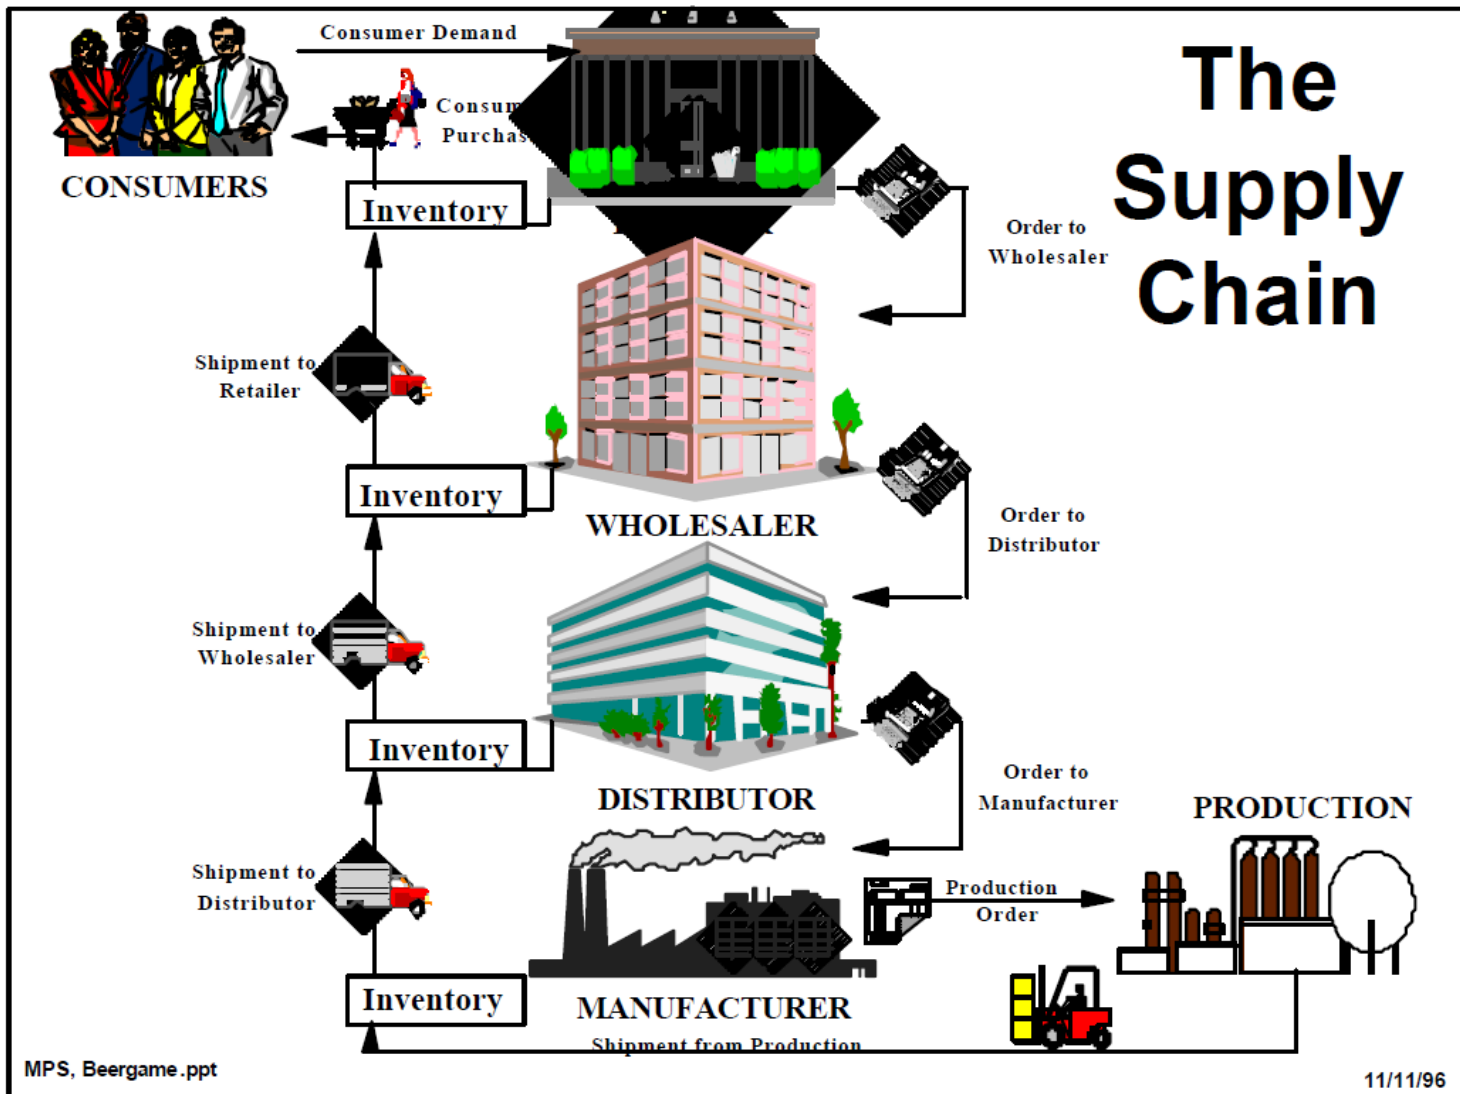 The
Supply
Chain
Consumer Demand
CONSUMERS
Inventory
Order to
Wholesaler
Shipment to
Retailer
Inventory
WHOLESALER
Order to
Distributor
Shipment to
Wholesaler
Inventory
DISTRIBUTOR
Order to
Manufacturer
PRODUCTION
Shipment to
Distributor
Production
Order
Inventory
MANUFACTURER
Shipment from Production
MPS, Beergame.ppt
11/11/96